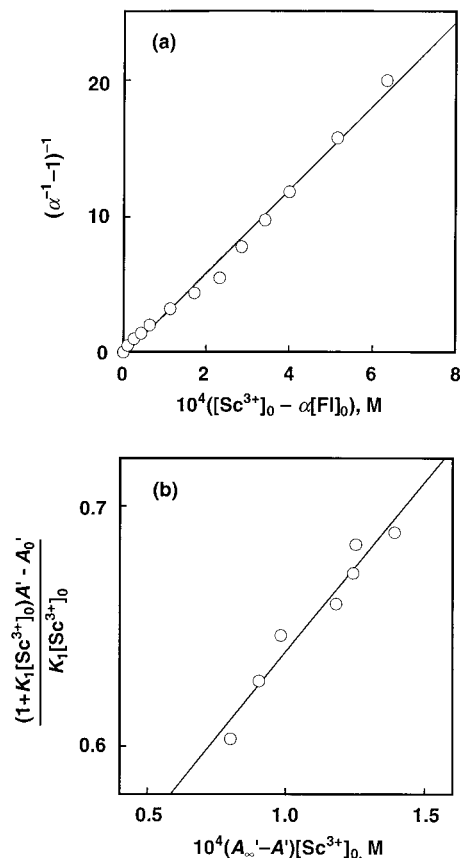 (a)
20
10
0
(α⁻¹−1)⁻¹
0 2 4 6 8
10⁴([Sc³⁺]₀ − α[Fl]₀), M
(b)
0.7
0.6
(1+K₁[Sc³⁺]₀)A' - A₀'
K₁[Sc³⁺]₀
0.5 1.0 1.5
10⁴(A∞'−A')[Sc³⁺]₀, M